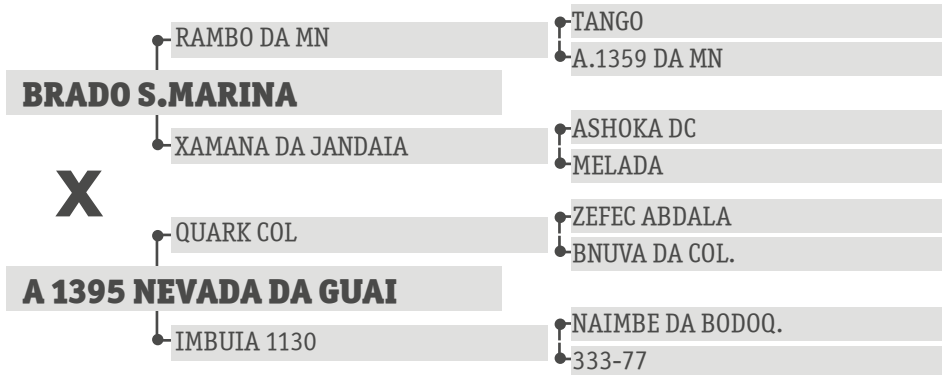 RAMBO DA MN
TANGO
A.1359 DA MN
BRADO S.MARINA
XAMANA DA JANDAIA
ASHOKA DC
MELADA
X
QUARK COL
ZEFEC ABDALA
BNUVA DA COL.
A 1395 NEVADA DA GUAI
IMBUIA 1130
NAIMBE DA BODOQ.
333-77